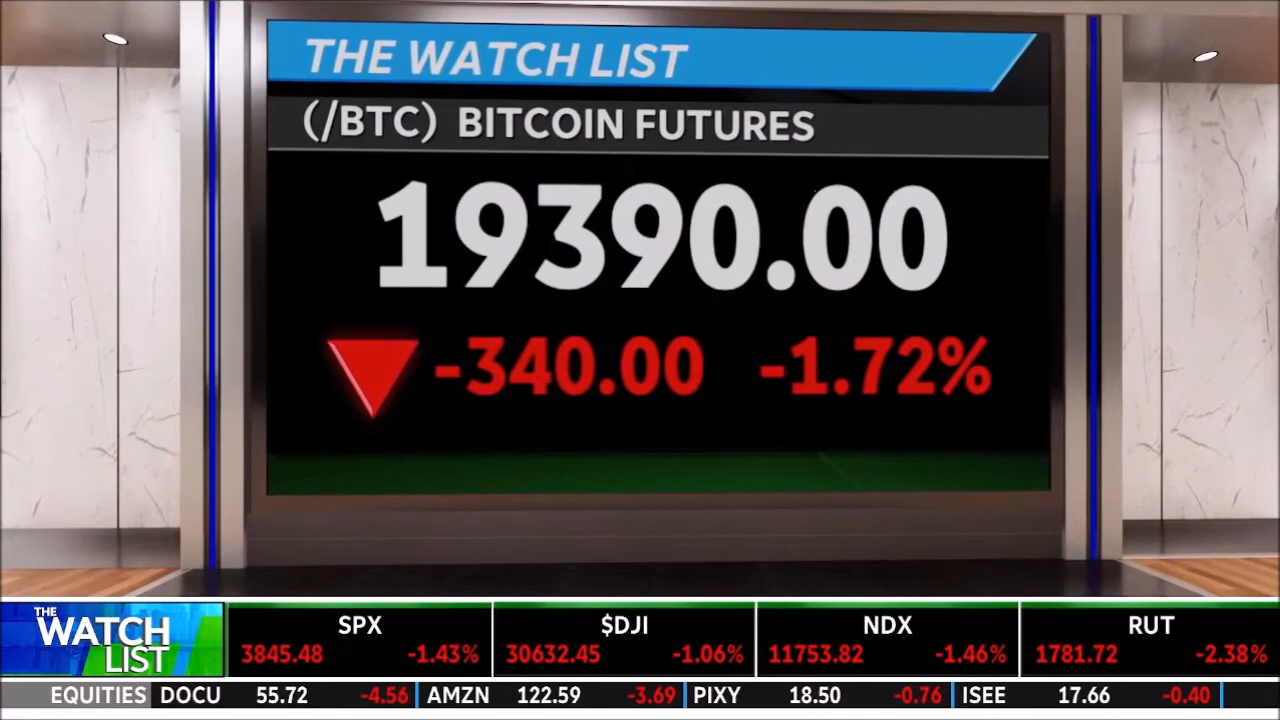 THE WATCH LIST
(/BTC) BITCOIN FUTURES
19390.00
-340.00 -1.72%
THE
WATCH
LIST
SPX
3845.48 -1.43%
$DJI
30632.45 -1.06%
NDX
11753.82 -1.46%
RUT
1781.72 -2.38%
EQUITIES DOCU 55.72 -4.56 AMZN 122.59 -3.69 PIXY 18.50 -0.76 ISEE 17.66 -0.40